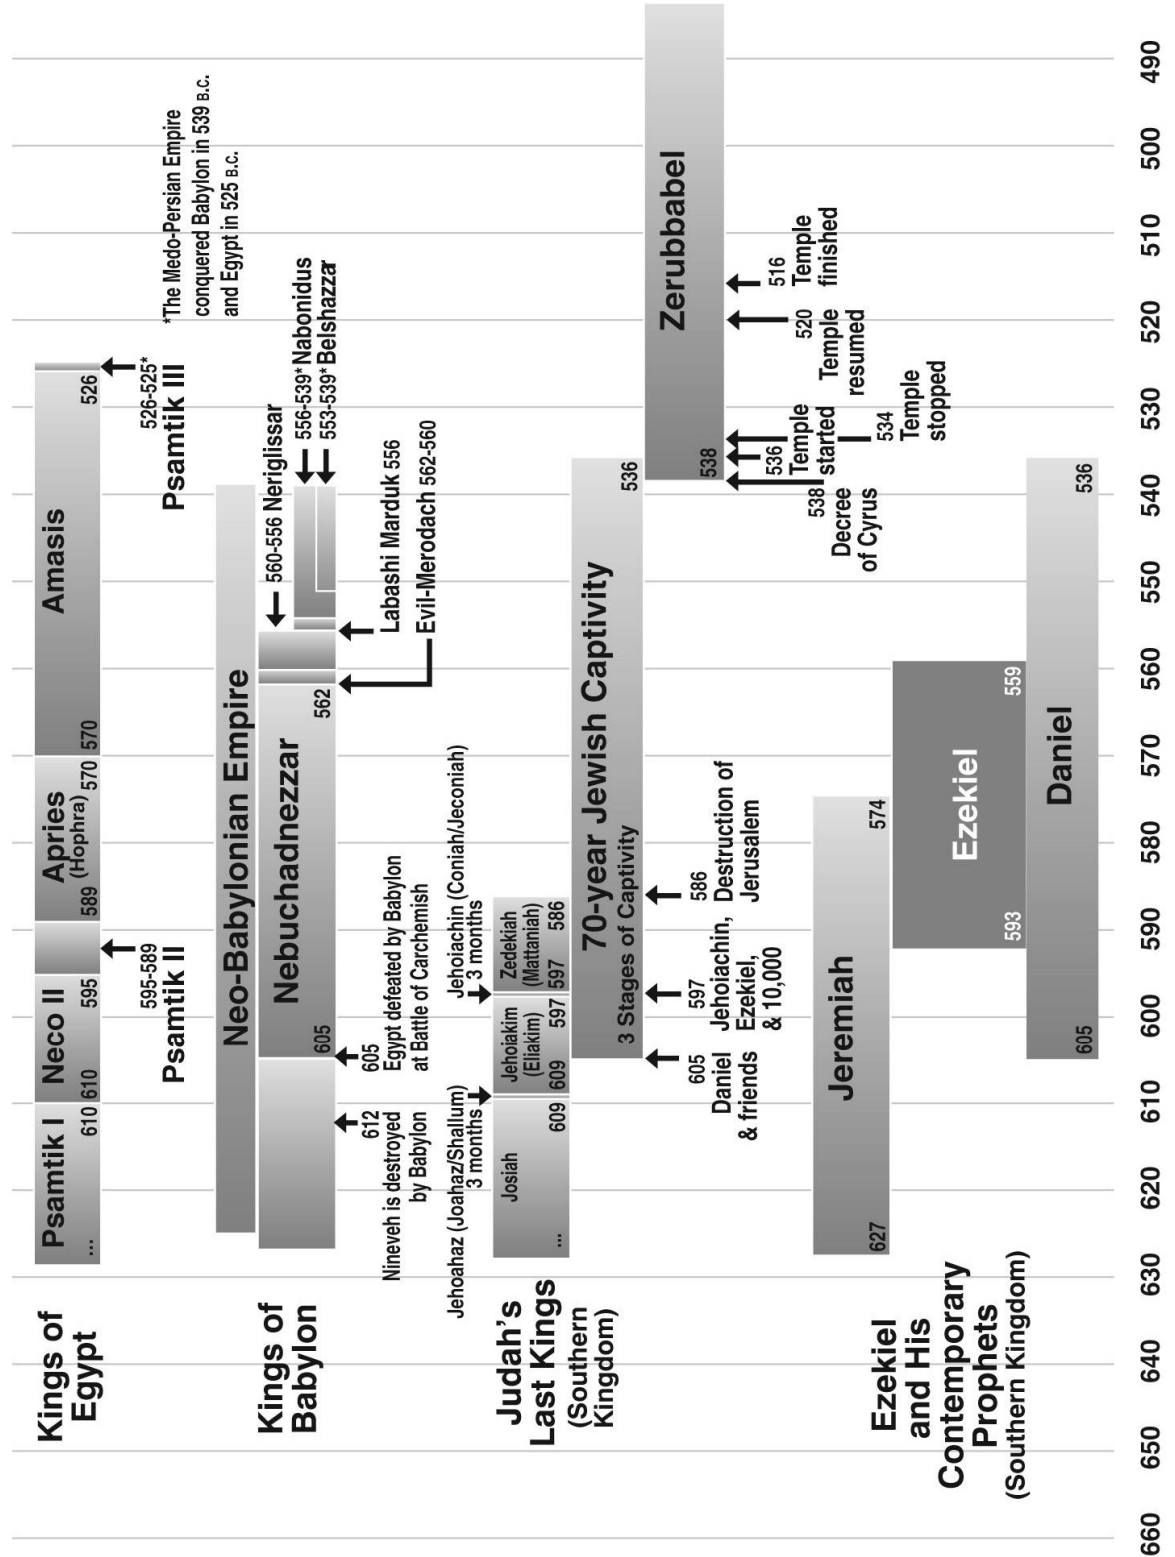 Kings of
Egypt
Psamtik I
...
610
Neco II
610
595
595-589
Psamtik II
Apries
(Hophra)
589
570
Amasis
570
526
526-525*
Psamtik III
*The Medo-Persian Empire
conquered Babylon in 539 B.C.
and Egypt in 525 B.C.
Kings of
Babylon
Neo-Babylonian Empire
Nebuchadnezzar
605
562
560-556 Neriglissar
556-539* Nabonidus
553-539* Belshazzar
Labashi Marduk 556
Evil-Merodach 562-560
612
Nineveh is destroyed
by Babylon
605
Egypt defeated by Babylon
at Battle of Carchemish
Judah's
Last Kings
(Southern
Kingdom)
Jehoahaz (Joahaz/Shallum)
3 months
Jehoiachin (Coniah/Jeconiah)
3 months
Josiah
...
609
Jehoiakim
(Eliakim)
609
597
Zedekiah
(Mattaniah)
597
586
70-year Jewish Captivity
3 Stages of Captivity
536
605
Daniel
& friends
597
Jehoiachin,
Ezekiel,
& 10,000
586
Destruction of
Jerusalem
Zerubbabel
538
538
Decree
of Cyrus
536
Temple
started
534
Temple
stopped
520
Temple
resumed
516
Temple
finished
Ezekiel
and His
Contemporary
Prophets
(Southern Kingdom)
Jeremiah
627
574
Ezekiel
593
559
Daniel
605
536
660
650
640
630
620
610
600
590
580
570
560
550
540
530
520
510
500
490